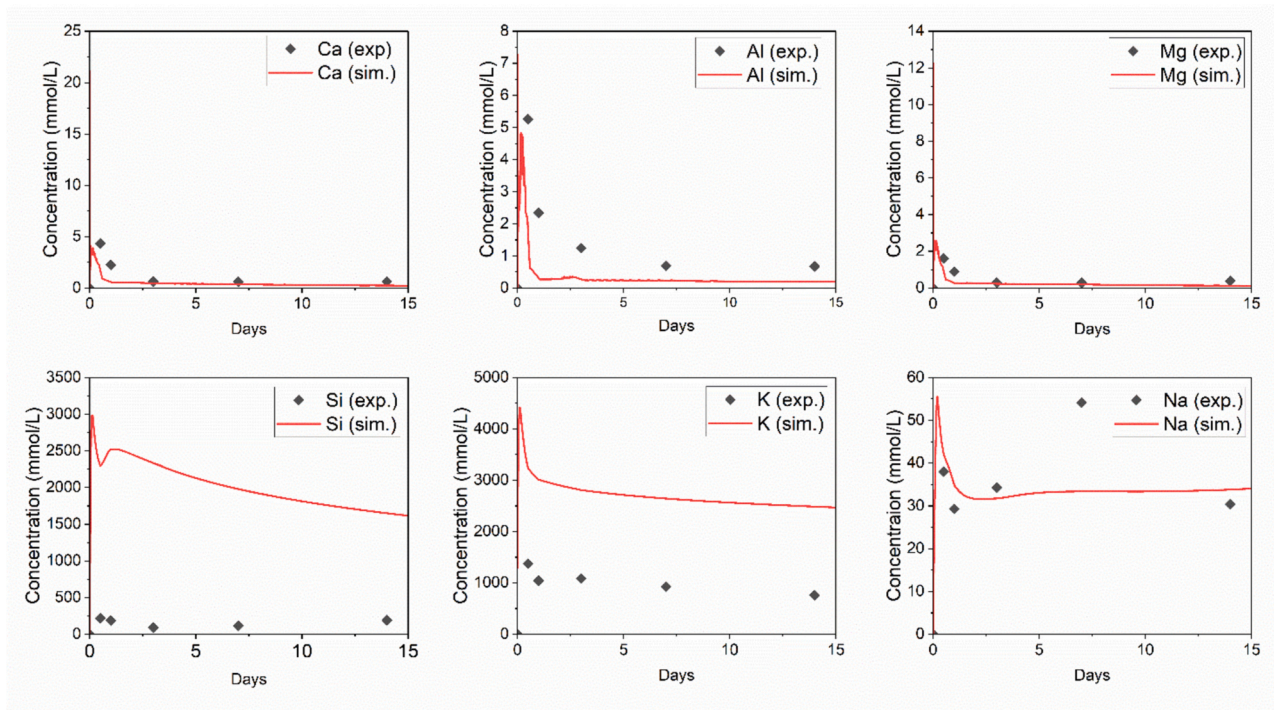 Ca (exp)
Ca (sim.)
25
20
15
10
5
0
0
5
10
15
Concentration (mmol/L)
Days
Al (exp.)
Al (sim.)
8
7
6
5
4
3
2
1
0
0
5
10
15
Concentration (mmol/L)
Days
Mg (exp.)
Mg (sim.)
14
12
10
8
6
4
2
0
0
5
10
15
Concentration (mmol/L)
Days
Si (exp.)
Si (sim.)
3500
3000
2500
2000
1500
1000
500
0
0
5
10
15
Concentration (mmol/L)
Days
K (exp.)
K (sim.)
5000
4000
3000
2000
1000
0
0
5
10
15
Concentration (mmol/L)
Days
Na (exp.)
Na (sim.)
60
50
40
30
20
10
0
0
5
10
15
Concentraion (mmol/L)
Days